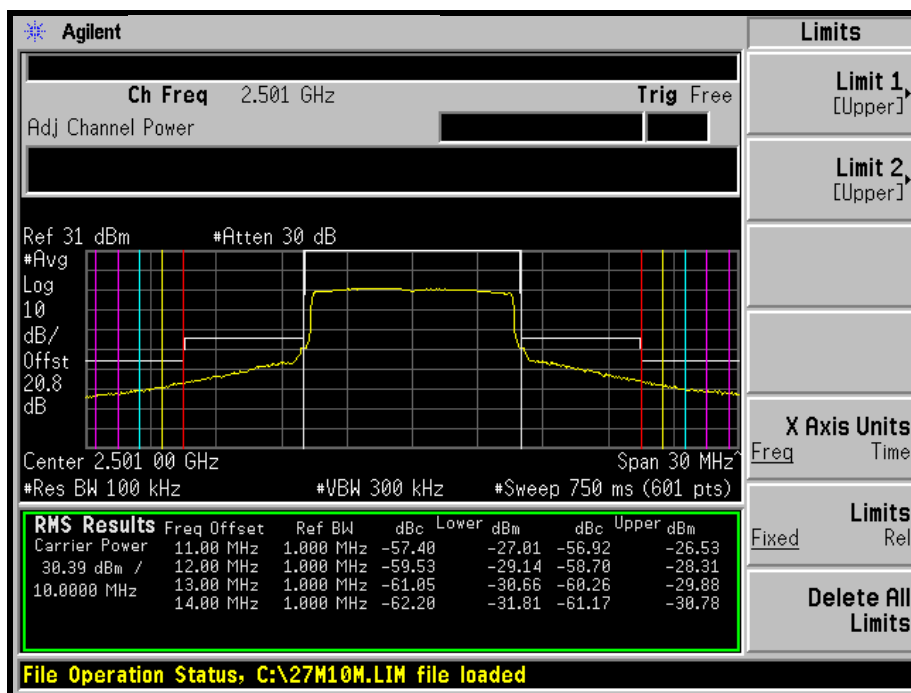 Agilent
Limits
Ch Freq 2.501 GHz Trig Free
Adj Channel Power
Limit 1
[Upper]
Limit 2
[Upper]
Ref 31 dBm #Atten 30 dB
#Avg
Log
10
dB/
Offst
20.8
dB
Center 2.501 00 GHz Span 30 MHz^
#Res BW 100 kHz #VBW 300 kHz #Sweep 750 ms (601 pts)
X Axis Units
Freq Time
Limits
Fixed Rel
Delete All
Limits
RMS Results Freq Offset Ref BW dBc Lower dBm dBc Upper dBm
Carrier Power 11.00 MHz 1.000 MHz -57.40 -27.01 -56.92 -26.53
30.39 dBm / 12.00 MHz 1.000 MHz -59.53 -29.14 -58.70 -28.31
10.0000 MHz 13.00 MHz 1.000 MHz -61.05 -30.66 -60.26 -29.88
14.00 MHz 1.000 MHz -62.20 -31.81 -61.17 -30.78
File Operation Status, C:\27M10M.LIM file loaded